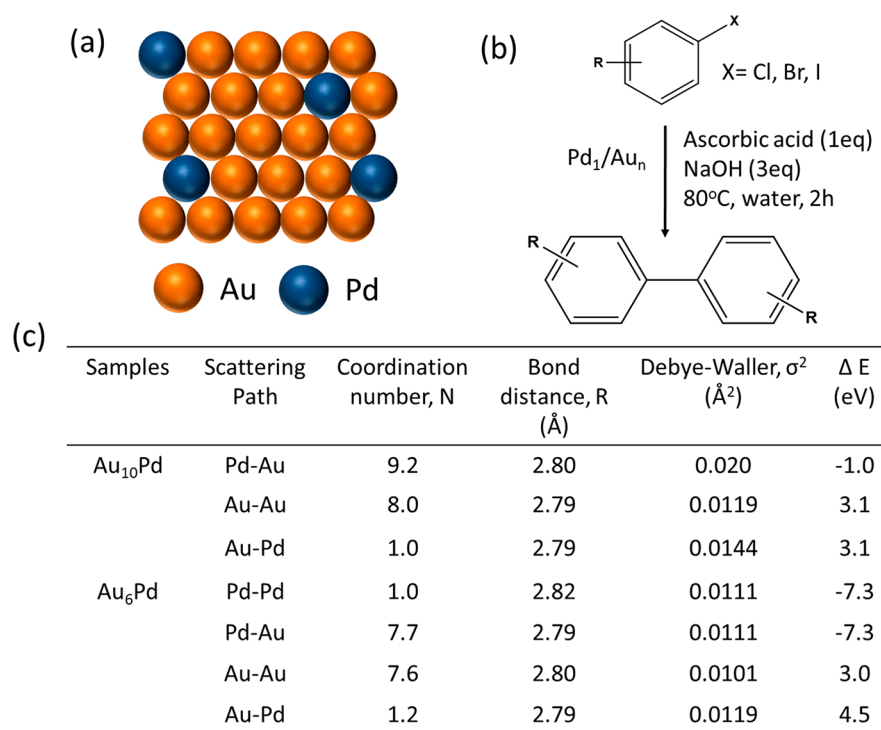 (a)
Au
Pd
(b)
X
R
X= Cl, Br, I
Pd₁/Auₙ
Ascorbic acid (1eq)
NaOH (3eq)
80°C, water, 2h
R
R
(c)
Samples Scattering Path Coordination number, N Bond distance, R (Å) Debye-Waller, σ² (Å²) Δ E (eV)
Au₁₀Pd Pd-Au 9.2 2.80 0.020 -1.0
Au-Au 8.0 2.79 0.0119 3.1
Au-Pd 1.0 2.79 0.0144 3.1
Au₆Pd Pd-Pd 1.0 2.82 0.0111 -7.3
Pd-Au 7.7 2.79 0.0111 -7.3
Au-Au 7.6 2.80 0.0101 3.0
Au-Pd 1.2 2.79 0.0119 4.5